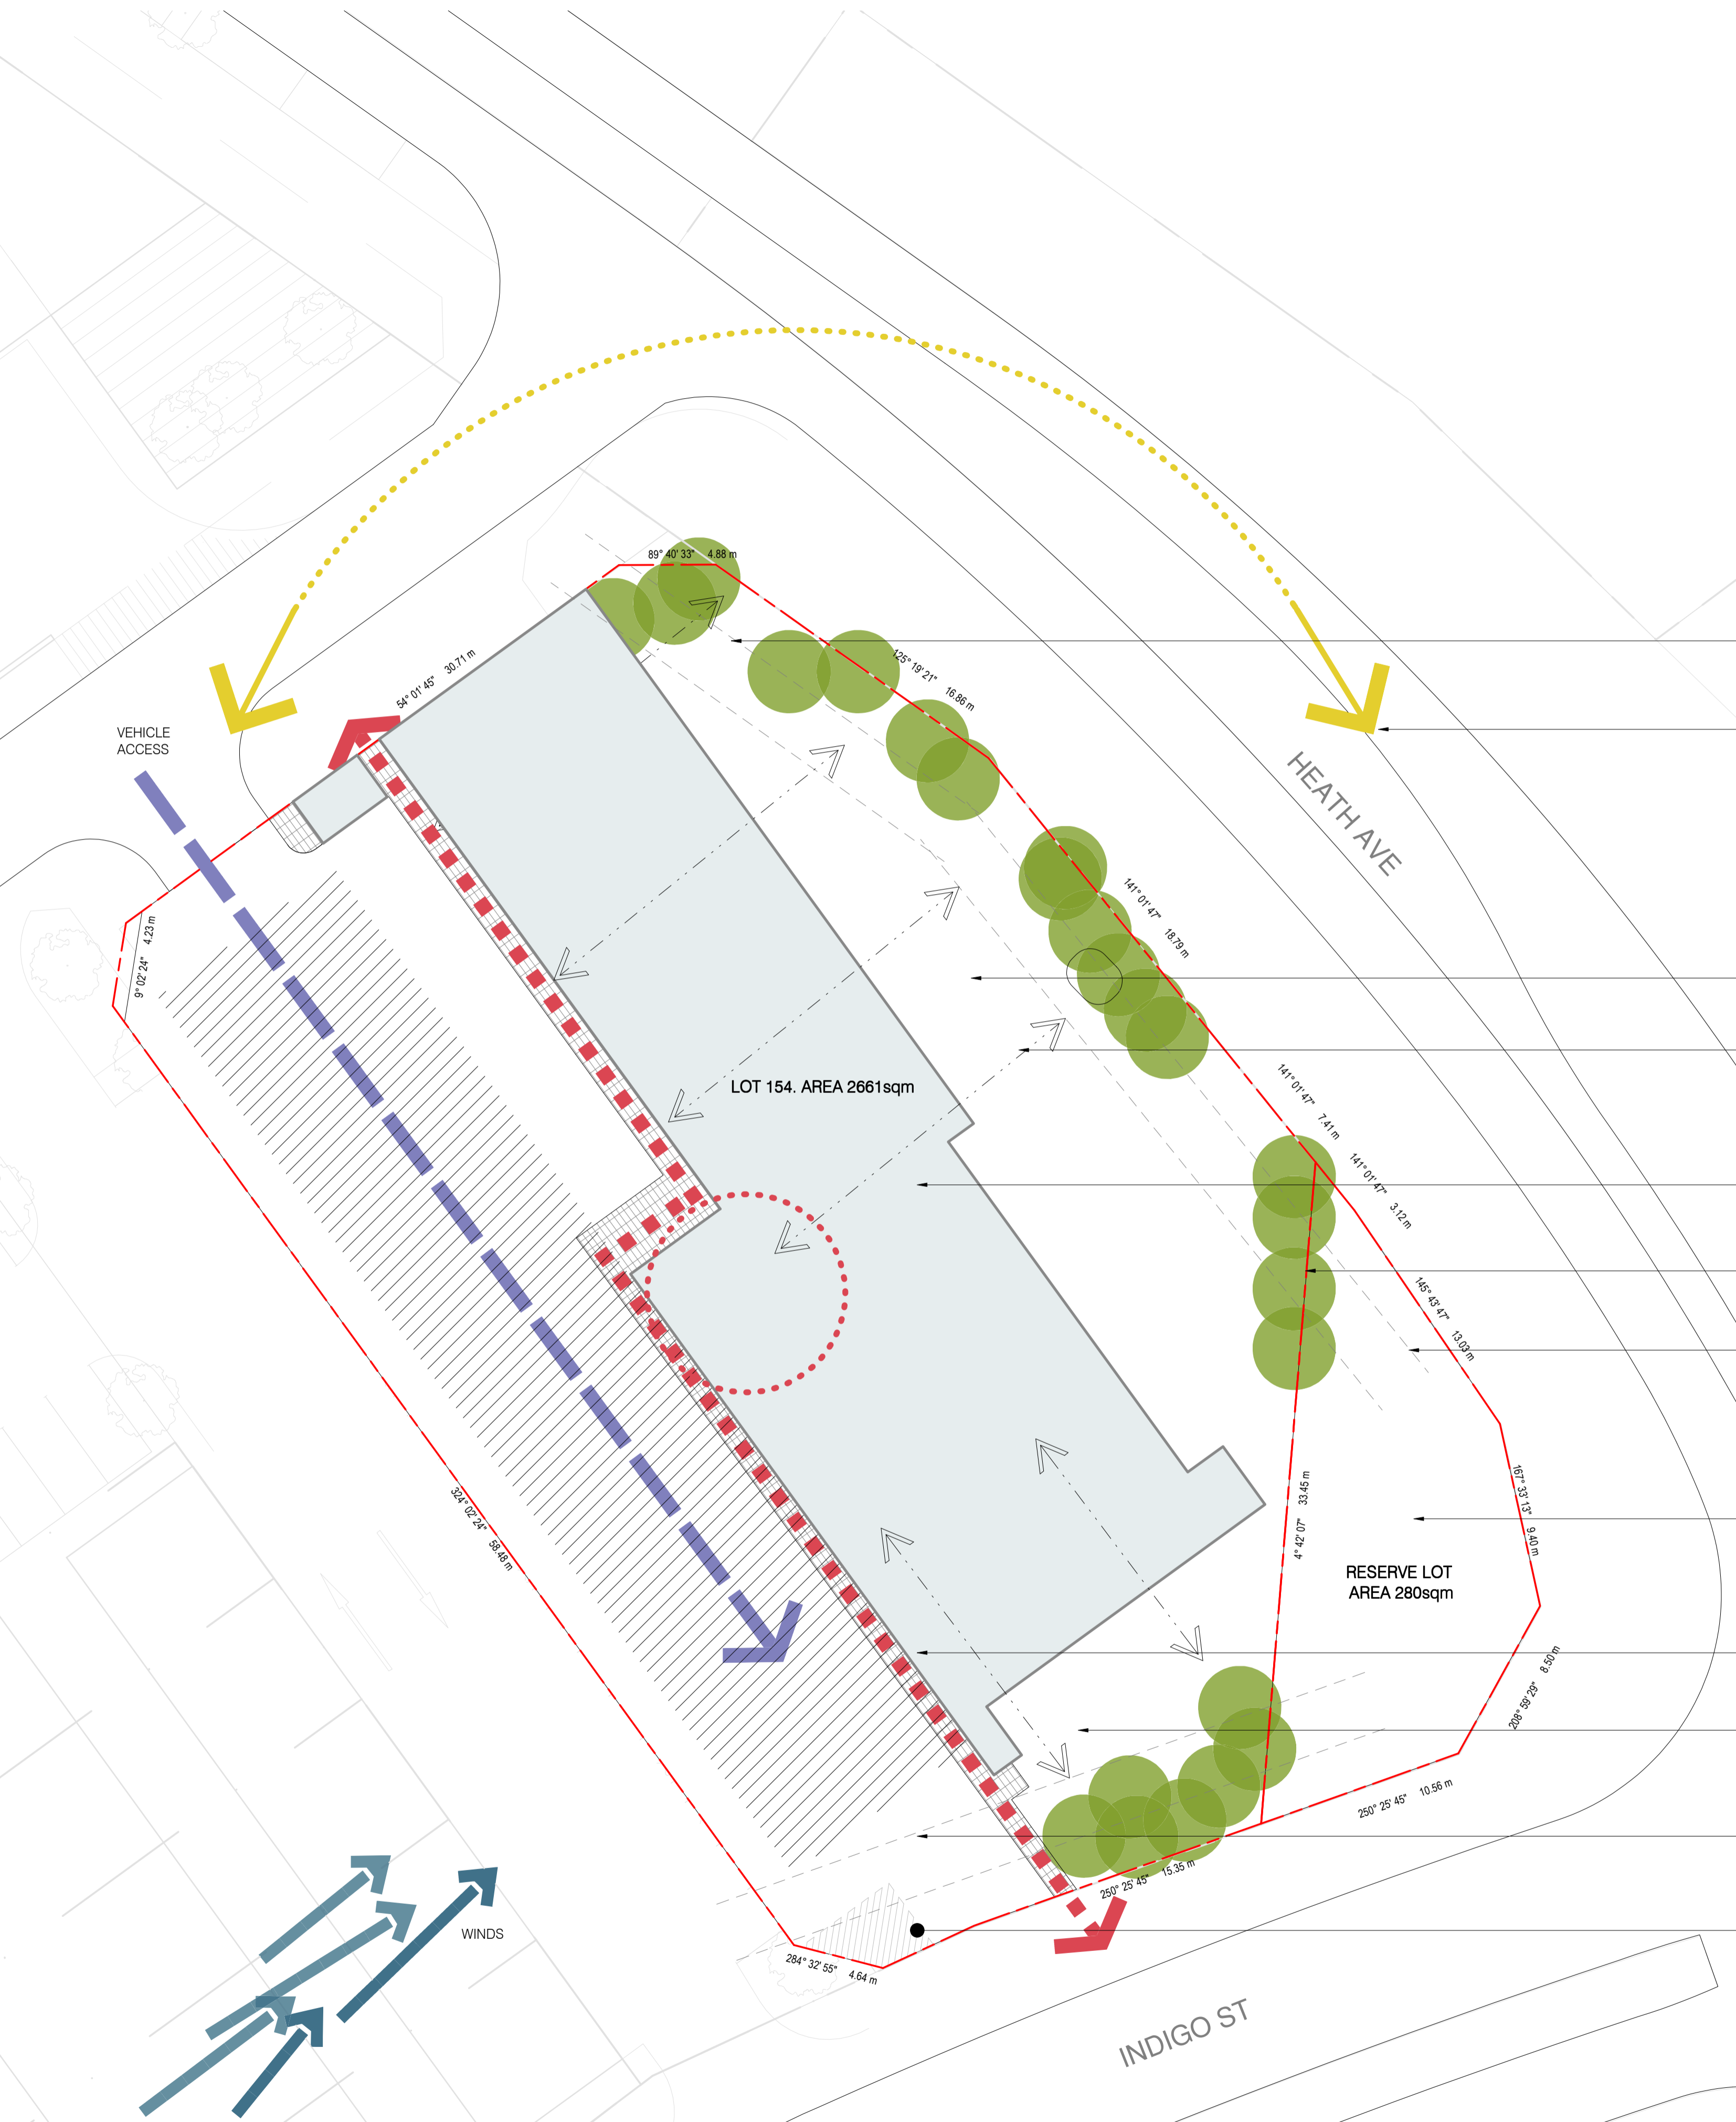 89° 40' 33" 4.88 m
125° 19' 21" 16.86 m
54° 01' 45" 30.71 m
VEHICLE
ACCESS
HEATH AVE
9° 02' 24" 4.23 m
141° 01' 47" 18.79 m
LOT 154. AREA 2661sqm
141° 01' 47" 7.41 m
141° 01' 47" 3.12 m
145° 43' 47" 13.03 m
324° 02' 24" 58.48 m
4° 42' 07" 33.45 m
167° 33' 13" 9.40 m
RESERVE LOT
AREA 280sqm
208° 59' 29" 8.50 m
250° 25' 45" 10.56 m
250° 25' 45" 15.35 m
WINDS
284° 32' 55" 4.64 m
INDIGO ST